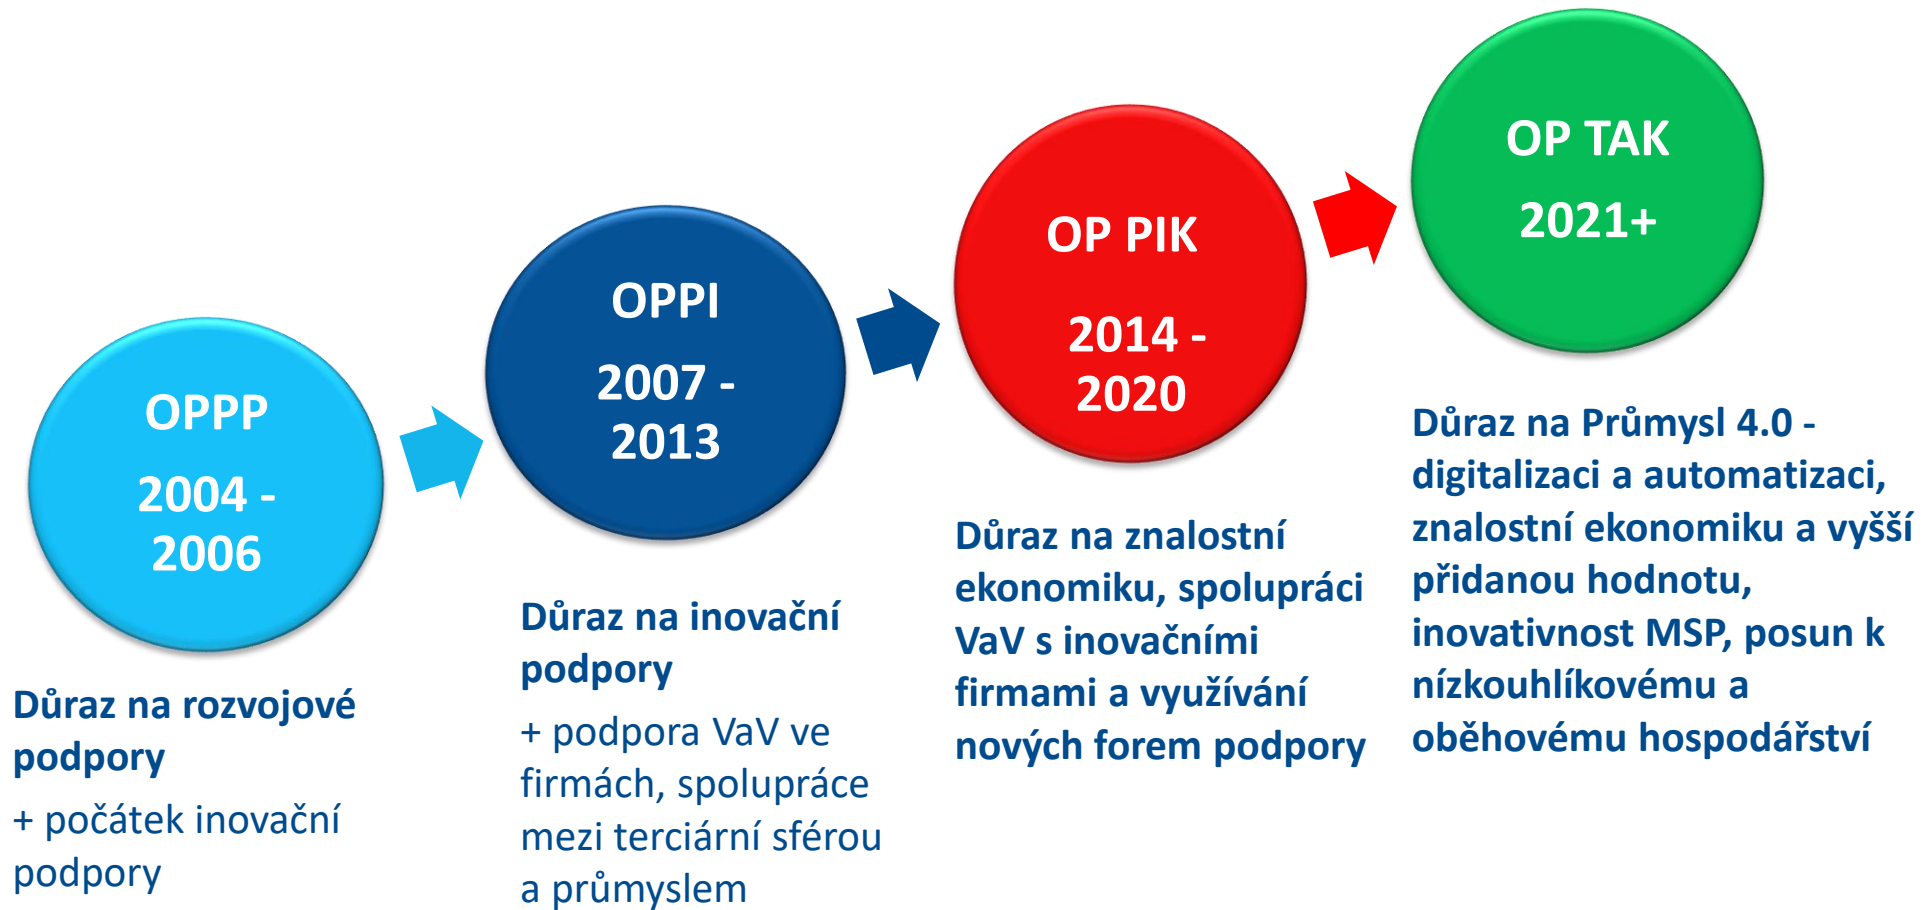 OPPP
2004 -
2006
Důraz na rozvojové
podpory
+ počátek inovační
podpory
OPPI
2007 -
2013
Důraz na inovační
podpory
+ podpora VaV ve
firmách, spolupráce
mezi terciární sférou
a průmyslem
OP PIK
2014 -
2020
Důraz na znalostní
ekonomiku, spolupráci
VaV s inovačními
firmami a využívání
nových forem podpory
OP TAK
2021+
Důraz na Průmysl 4.0 -
digitalizaci a automatizaci,
znalostní ekonomiku a vyšší
přidanou hodnotu,
inovativnost MSP, posun k
nízkouhlíkovému a
oběhovému hospodářství